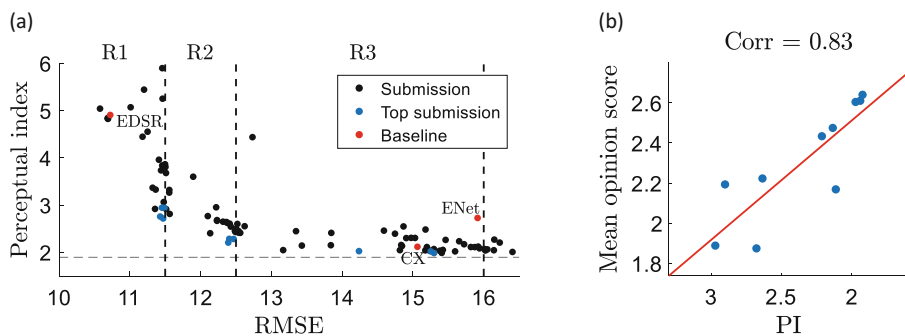 (a)
R1 R2 R3
Perceptual index
6
5
4
3
2
10 11 12 13 14 15 16
RMSE
Submission
Top submission
Baseline
EDSR
ENet
CX
(b)
Corr = 0.83
Mean opinion score
2.6
2.4
2.2
2
1.8
3 2.5 2
PI